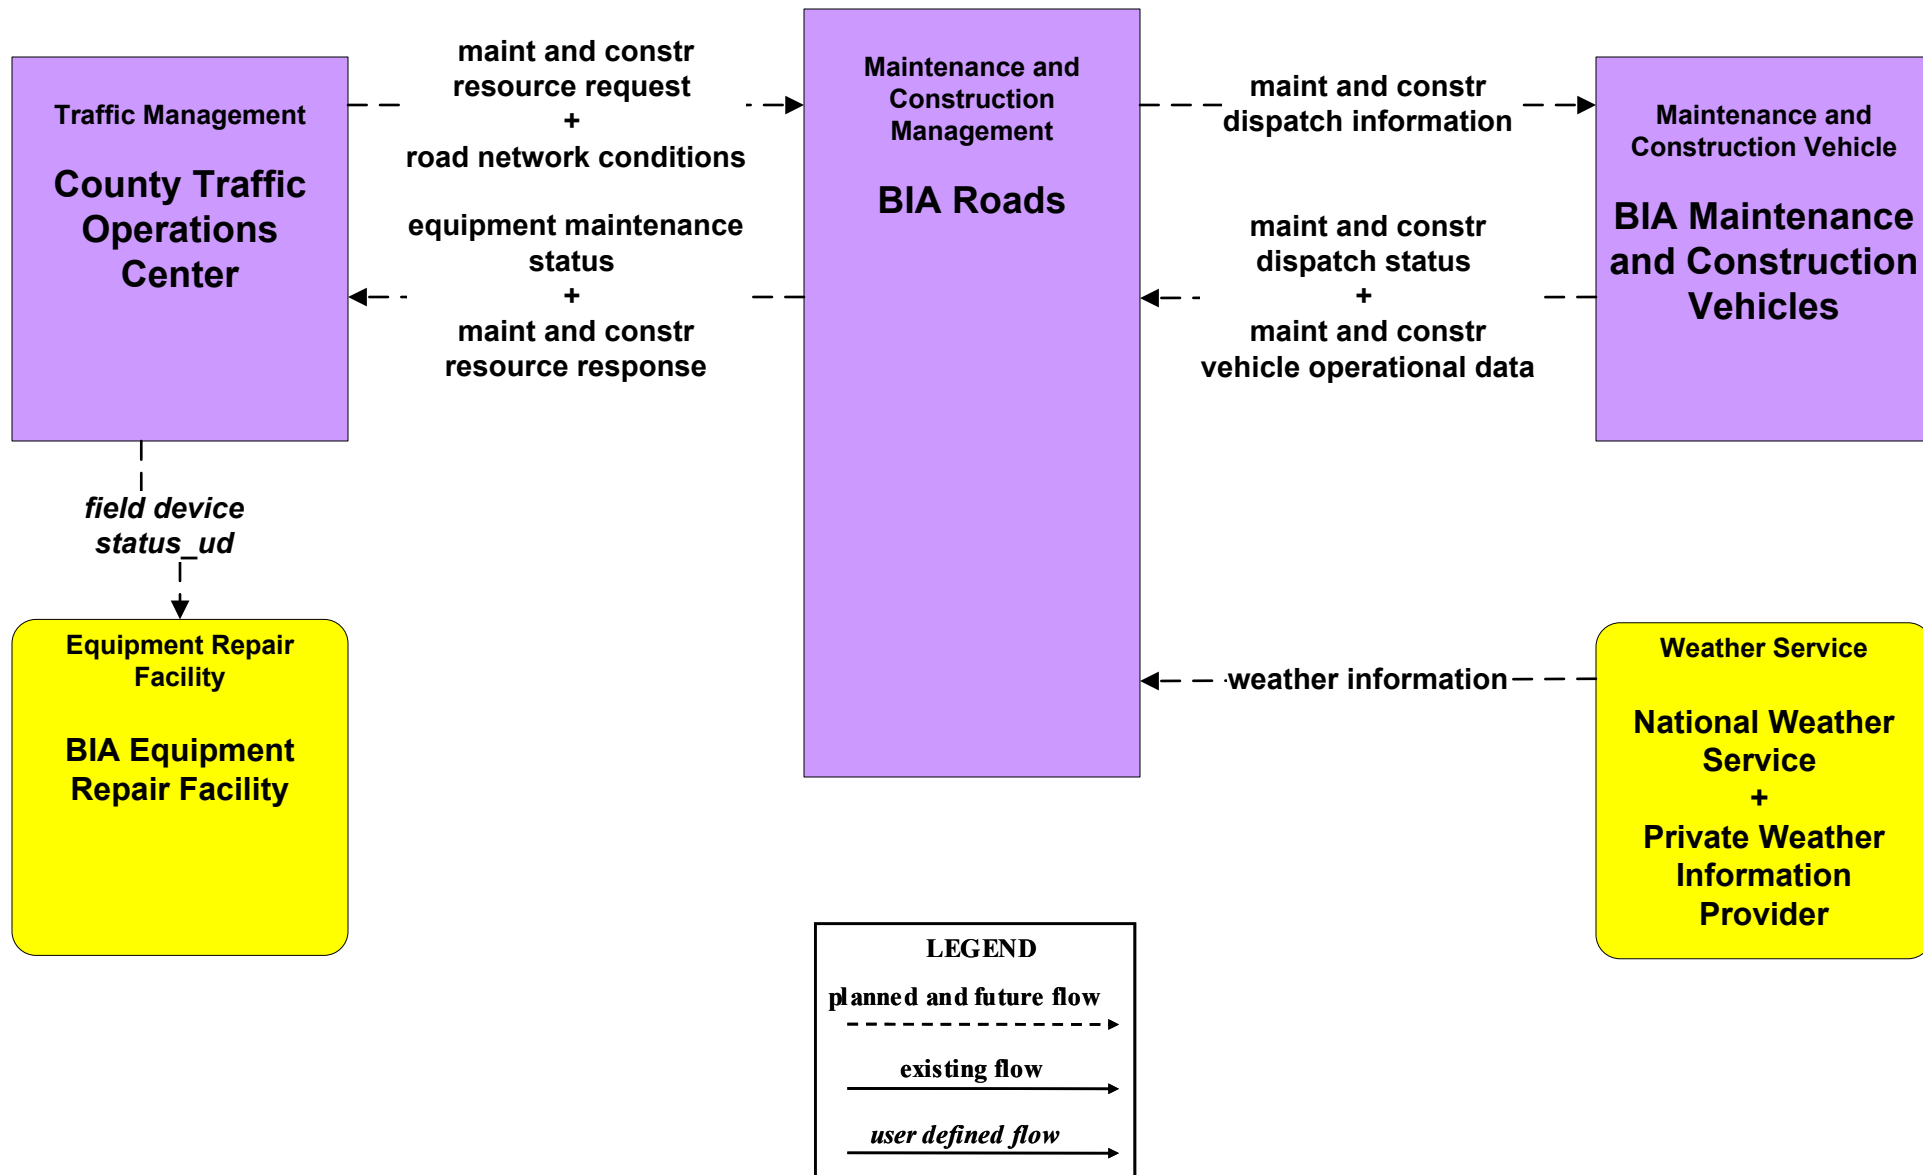 Traffic Management
County Traffic
Operations
Center
maint and constr
resource request
+
road network conditions
equipment maintenance
status
+
maint and constr
resource response
Maintenance and
Construction
Management
BIA Roads
maint and constr
dispatch information
maint and constr
dispatch status
+
maint and constr
vehicle operational data
Maintenance and
Construction Vehicle
BIA Maintenance
and Construction
Vehicles
field device
status_ud
Equipment Repair
Facility
BIA Equipment
Repair Facility
weather information
Weather Service
National Weather
Service
+
Private Weather
Information
Provider
LEGEND
planned and future flow
existing flow
user defined flow